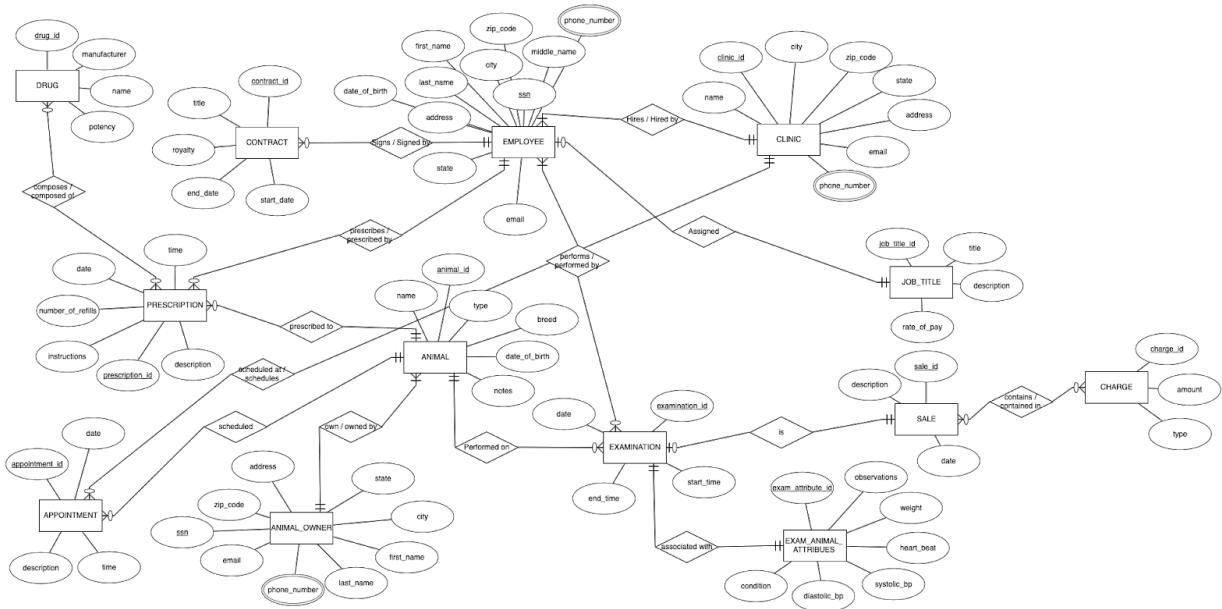 phone_number
zip_code
first_name
middle_name
city
last_name
ssn
date_of_birth
address
EMPLOYEE
state
email
drug_id
manufacturer
DRUG
name
potency
contract_id
title
CONTRACT
royalty
end_date
start_date
Signs / Signed by
Hires / Hired by
city
clinic_id
zip_code
state
name
address
CLINIC
email
phone_number
composes /
composed of
prescribes /
prescribed by
performs /
performed by
Assigned
job_title_id
title
JOB_TITLE
description
rate_of_pay
time
date
number_of_refills
PRESCRIPTION
instructions
prescription_id
description
prescribed to
animal_id
name
type
breed
ANIMAL
date_of_birth
notes
scheduled at /
schedules
scheduled
own / owned by
Performed on
examination_id
date
EXAMINATION
end_time
start_time
is
sale_id
description
SALE
date
contains /
contained in
charge_id
CHARGE
amount
type
date
appointment_id
APPOINTMENT
description
time
address
state
zip_code
city
ssn
ANIMAL_OWNER
email
first_name
last_name
phone_number
associated with
observations
exam_attribute_id
weight
EXAM_ANIMAL_
ATTRIBUES
heart_beat
condition
systolic_bp
diastolic_bp